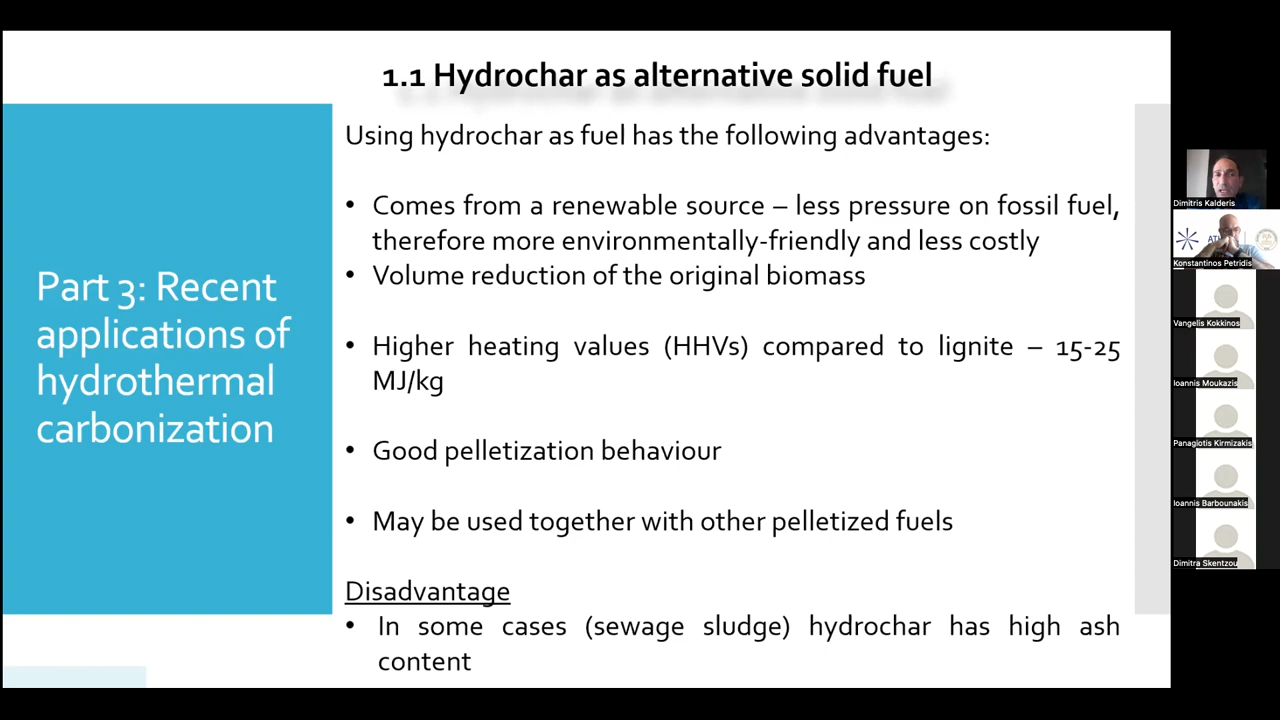 1.1 Hydrochar as alternative solid fuel
Part 3: Recent
applications of
hydrothermal
carbonization
Using hydrochar as fuel has the following advantages:
• Comes from a renewable source – less pressure on fossil fuel,
therefore more environmentally-friendly and less costly
• Volume reduction of the original biomass
• Higher heating values (HHVs) compared to lignite – 15-25
MJ/kg
• Good pelletization behaviour
• May be used together with other pelletized fuels
Disadvantage
• In some cases (sewage sludge) hydrochar has high ash
content
Dimitris Kalderis
Konstantinos Petridis
Vangelis Kokkinos
Ioannis Moukazis
Panagiotis Kirmizakis
Ioannis Barbounakis
Dimitra Skentzou